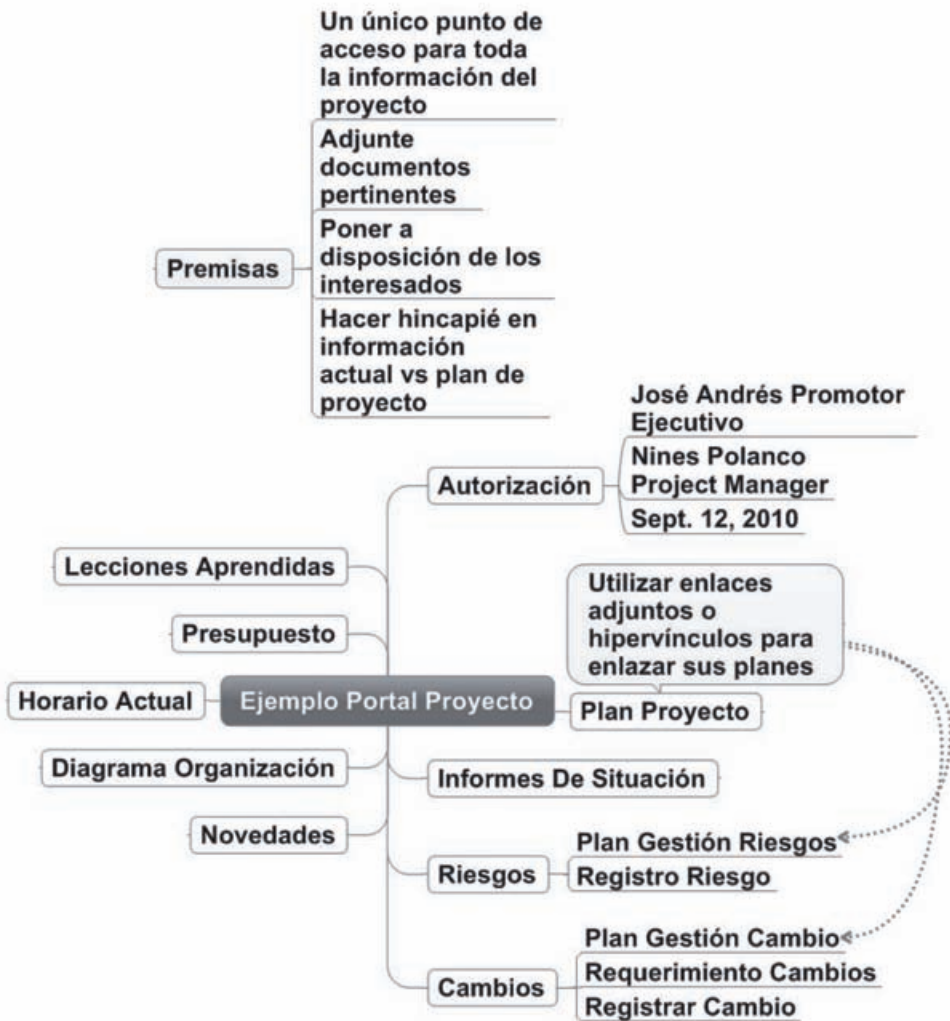 Un único punto de
acceso para toda
la información del
proyecto
Adjunte
documentos
pertinentes
Poner a
disposición de los
interesados
Premisas
Hacer hincapié en
información
actual vs plan de
proyecto
José Andrés Promotor
Ejecutivo
Nines Polanco
Project Manager
Sept. 12, 2010
Autorización
Lecciones Aprendidas
Presupuesto
Horario Actual
Diagrama Organización
Novedades
Ejemplo Portal Proyecto
Utilizar enlaces
adjuntos o
hipervínculos para
enlazar sus planes
Plan Proyecto
Informes De Situación
Riesgos
Plan Gestión Riesgos
Registro Riesgo
Cambios
Plan Gestión Cambio
Requerimiento Cambios
Registrar Cambio